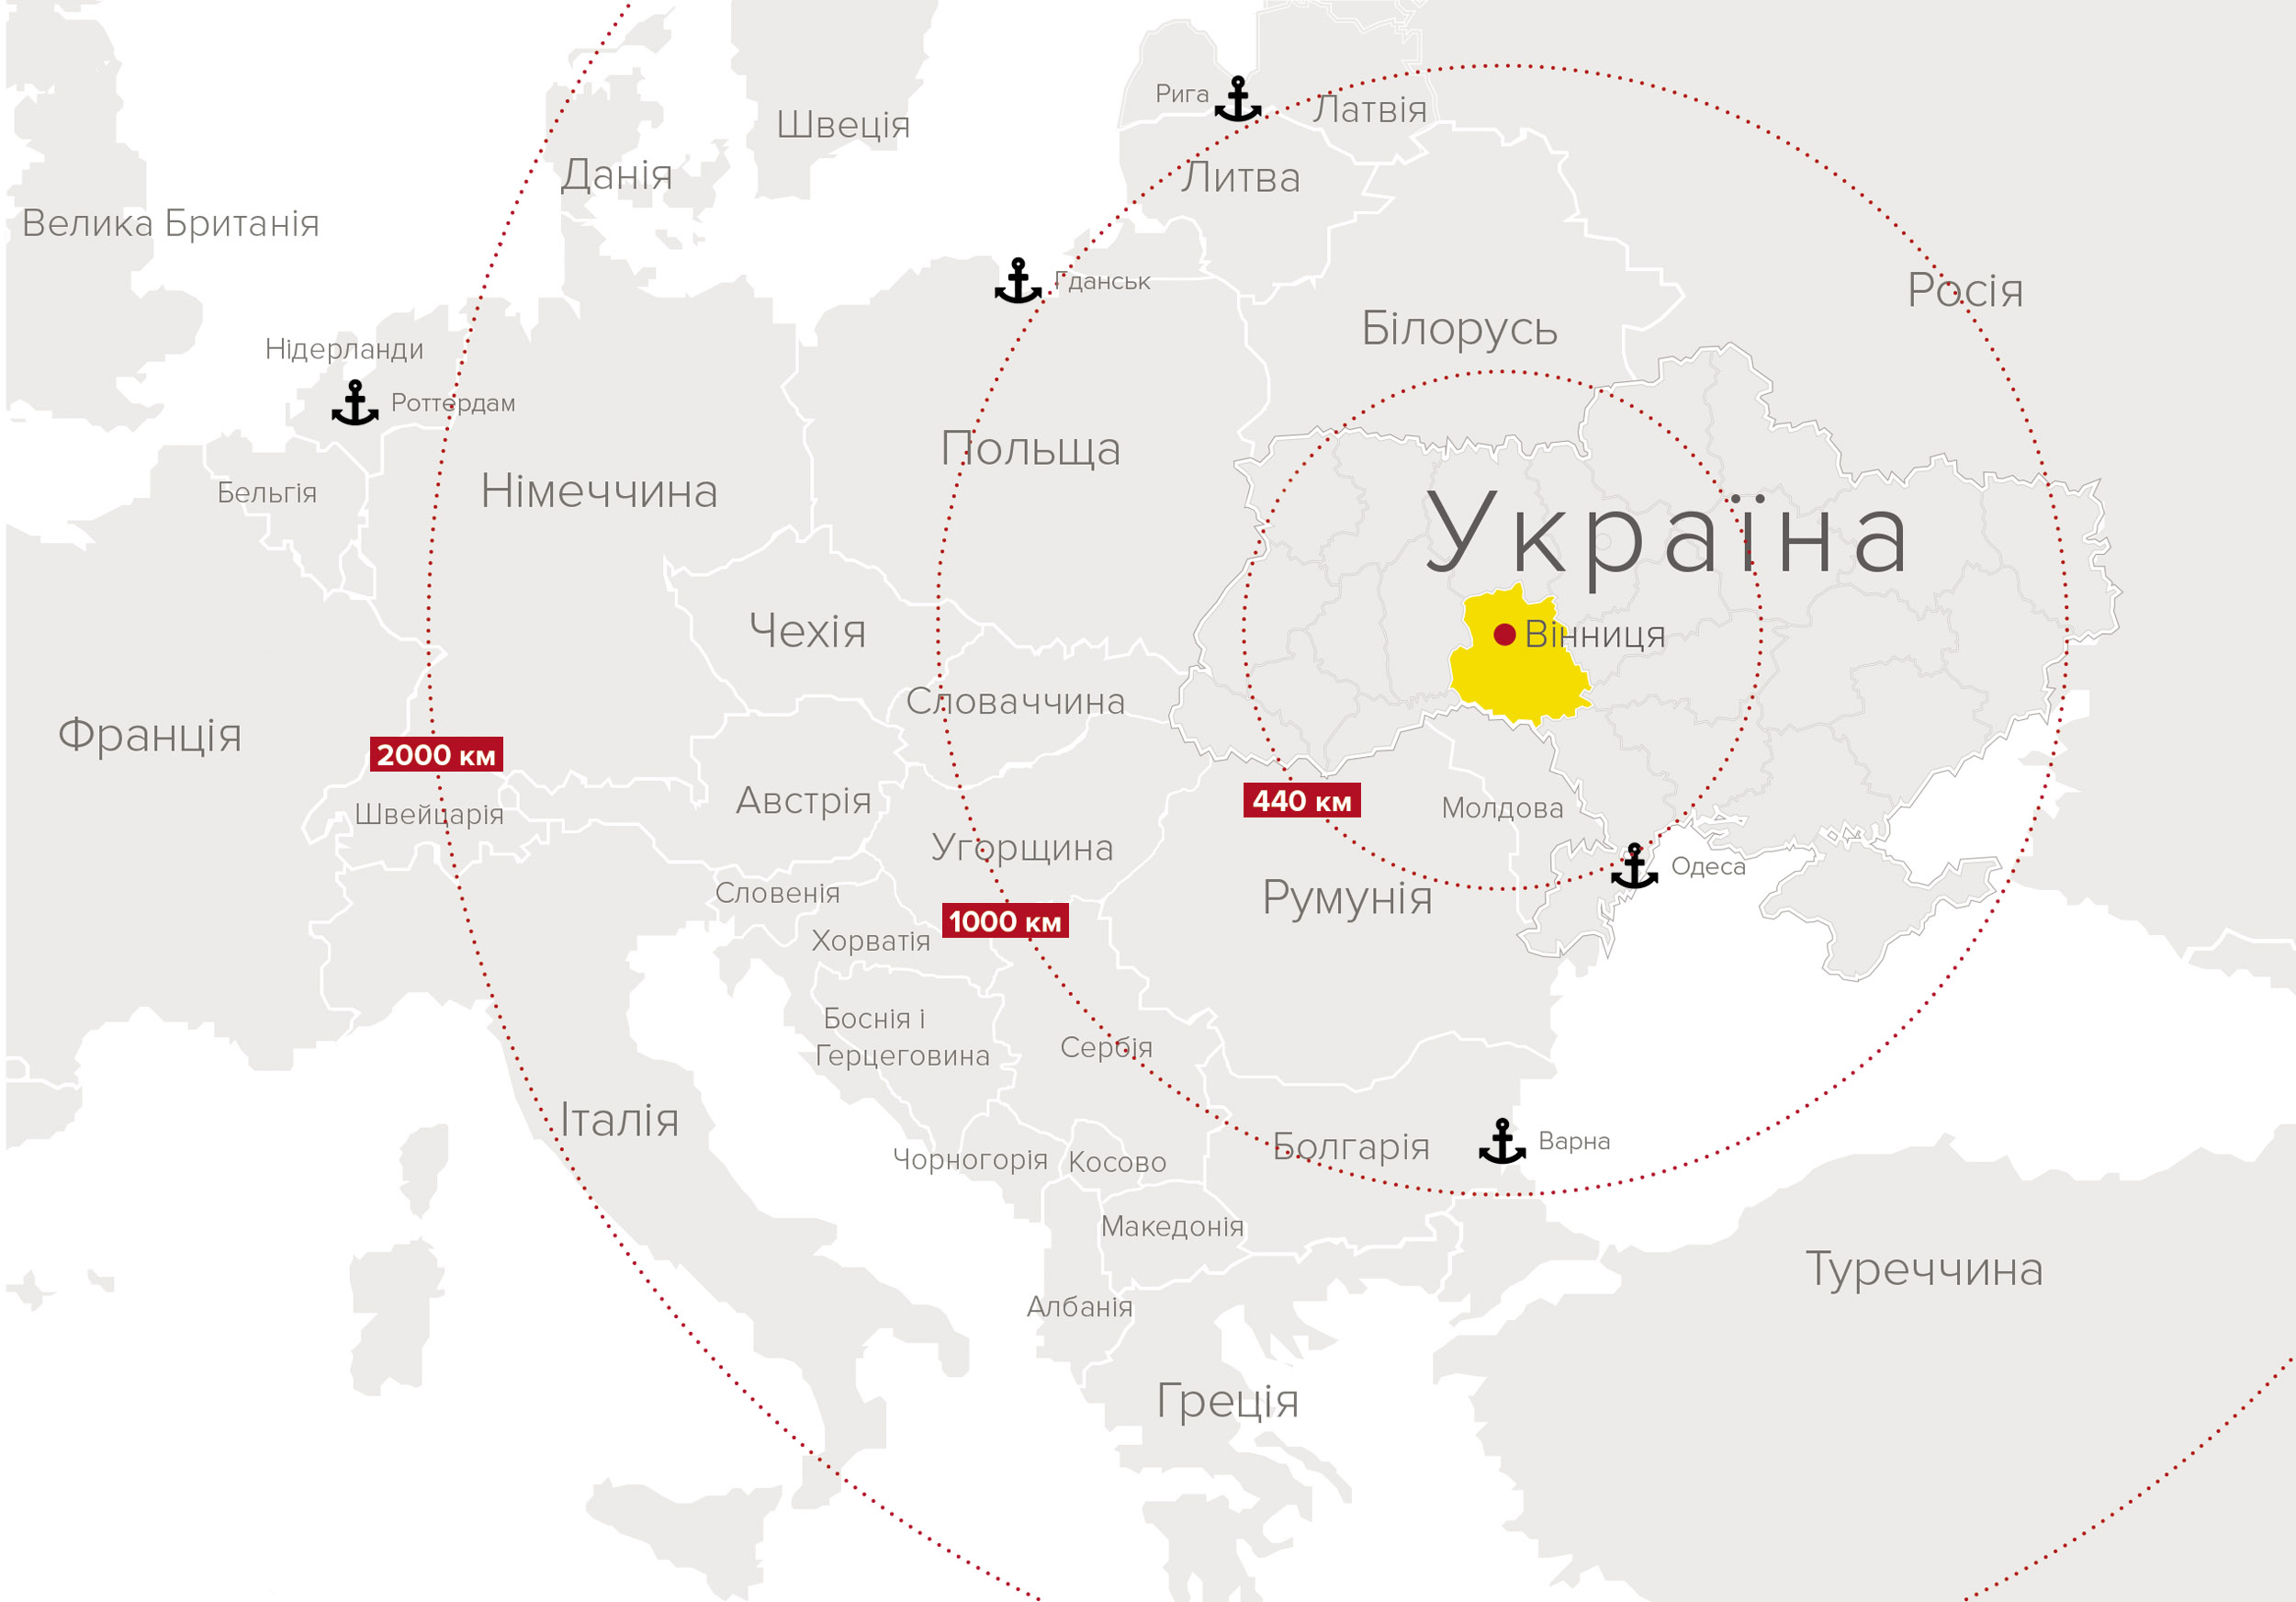 Рига
Латвія
Швеція
Данія
Литва
Велика Британія
Гданськ
Росія
Білорусь
Нідерланди
Роттердам
Польща
Бельгія
Німеччина
Україна
Чехія
Вінниця
Словаччина
Франція
2000 км
Швейцарія
Австрія
440 км
Молдова
Угорщина
Одеса
Словенія
Румунія
1000 км
Хорватія
Боснія і
Герцеговина
Сербія
Італія
Болгарія
Варна
Чорногорія
Косово
Македонія
Туреччина
Албанія
Греція